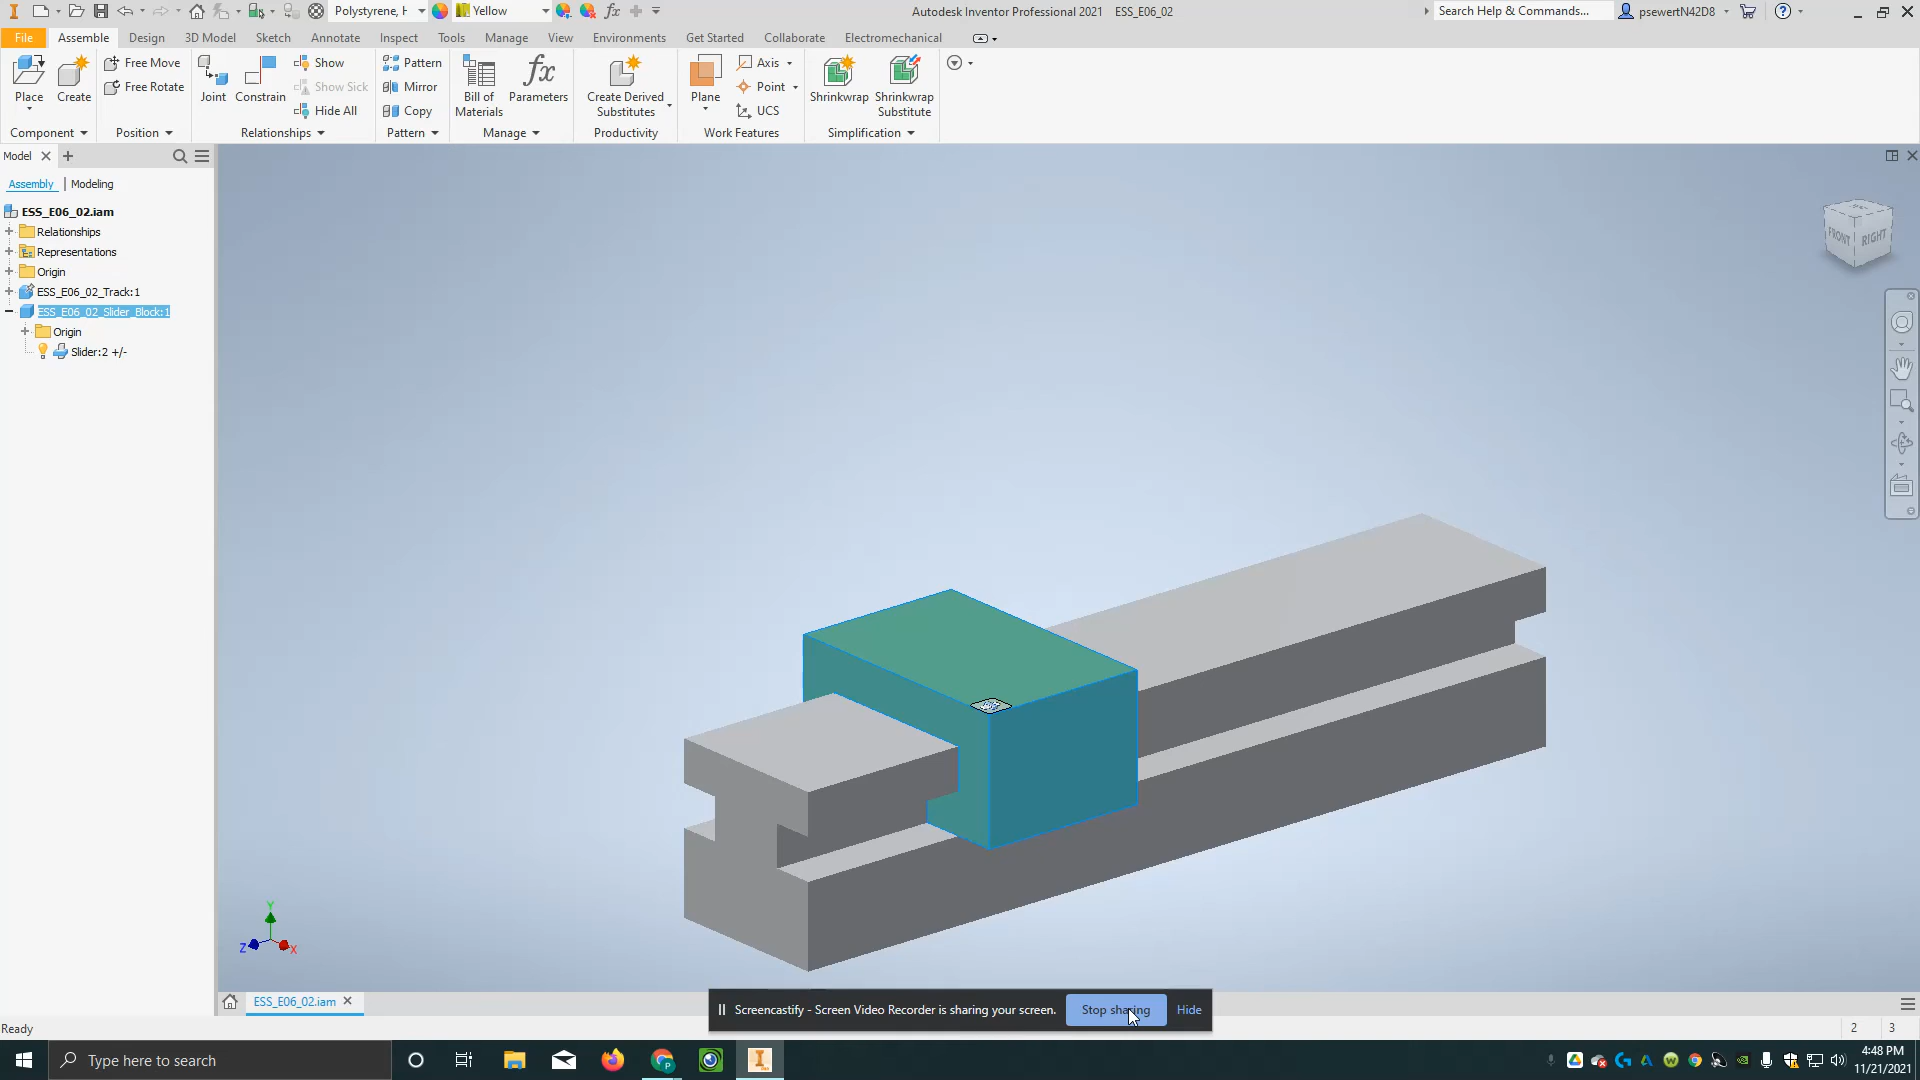 Polystyrene, H
Yellow
Autodesk Inventor Professional 2021 ESS_E06_02
Search Help & Commands...
psewertN42D8
File Assemble Design 3D Model Sketch Annotate Inspect Tools Manage View Environments Get Started Collaborate Electromechanical
Place
Create
Free Move
Free Rotate
Joint
Constrain
Show
Show Sick
Hide All
Pattern
Mirror
Copy
Bill of
Materials
Parameters
Create Derived
Substitutes
Plane
Axis
Point
UCS
Shrinkwrap
Shrinkwrap
Substitute
Component Position Relationships Pattern Manage Productivity Work Features Simplification
Model
Assembly | Modeling
ESS_E06_02.iam
Relationships
Representations
Origin
ESS_E06_02_Track:1
ESS_E06_02_Slider_Block:1
Origin
Slider:2 +/-
FRONT RIGHT
Y
Z
X
ESS_E06_02.iam
Screencastify - Screen Video Recorder is sharing your screen.
Stop sharing
Hide
Ready
2 3
Type here to search
4:48 PM
11/21/2021